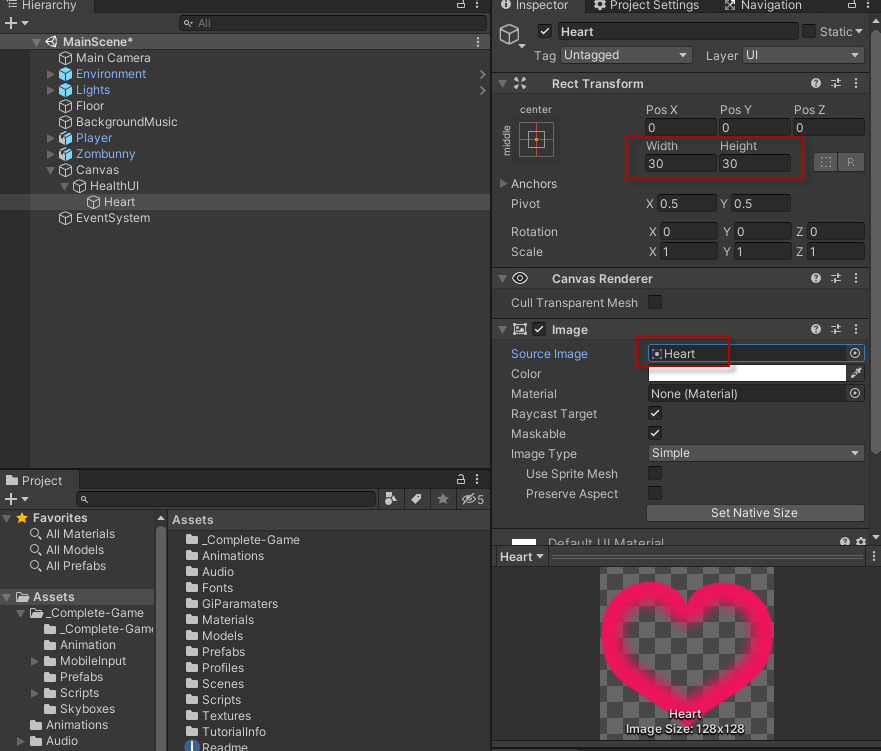 Hierarchy
All
MainScene*
Main Camera
Environment
Lights
Floor
BackgroundMusic
Player
Zombunny
Canvas
HealthUI
Heart
EventSystem
Project
5
Favorites
All Materials
All Models
All Prefabs
Assets
_Complete-Game
_Complete-Game
Animation
MobileInput
Prefabs
Scripts
Skyboxes
Animations
Audio
Assets
_Complete-Game
Animations
Audio
Fonts
GiParamaters
Materials
Models
Prefabs
Profiles
Scenes
Scripts
Textures
TutorialInfo
Readme
Inspector Project Settings Navigation
Heart Static
Tag Untagged Layer UI
Rect Transform
center
middle
Pos X Pos Y Pos Z
0 0 0
Width Height
30 30 R
Anchors
Pivot X 0.5 Y 0.5
Rotation X 0 Y 0 Z 0
Scale X 1 Y 1 Z 1
Canvas Renderer
Cull Transparent Mesh
Image
Source Image Heart
Color
Material None (Material)
Raycast Target
Maskable
Image Type Simple
Use Sprite Mesh
Preserve Aspect
Set Native Size
Default UI Material
Heart
Heart
Image Size: 128x128